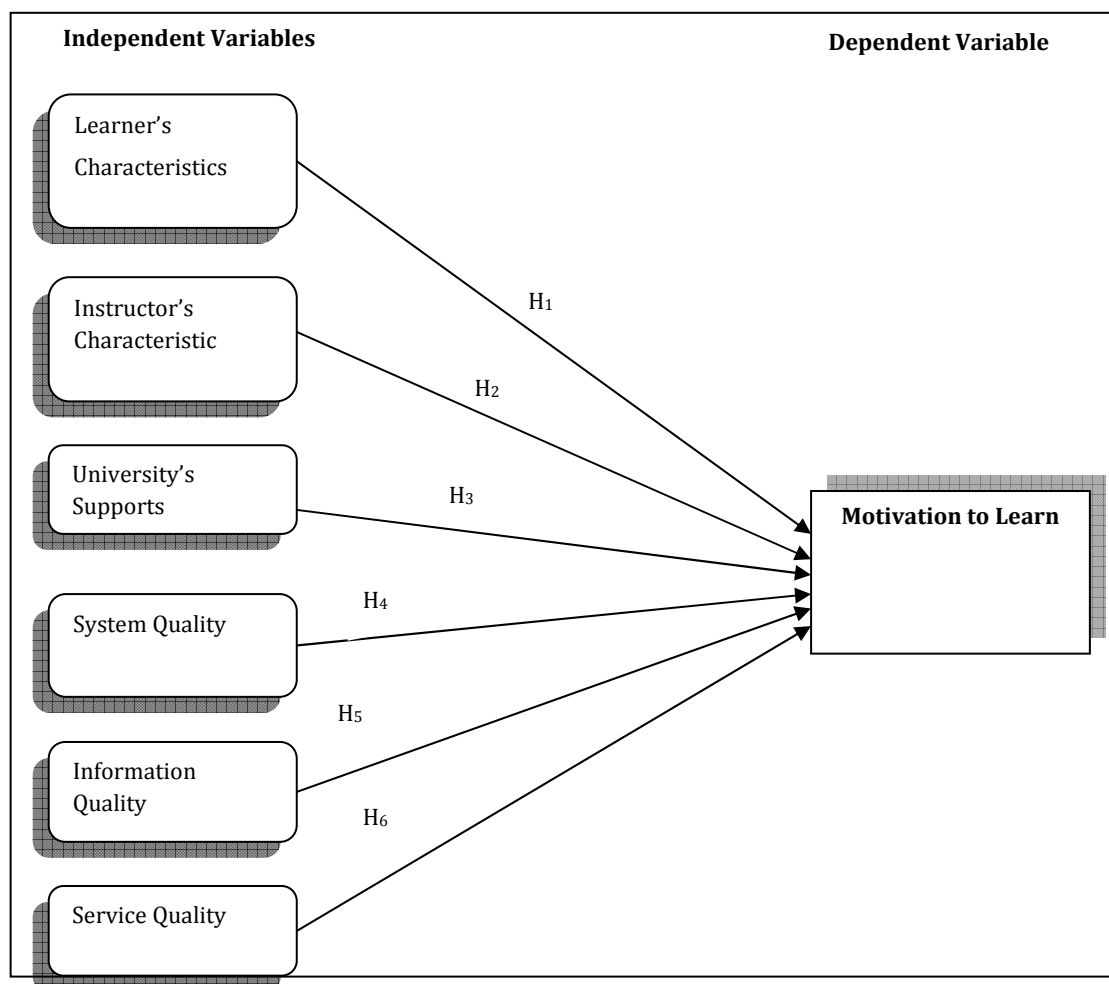 Independent Variables
Dependent Variable
Learner’s
Characteristics
Instructor’s
Characteristic
H₁
H₂
University’s
Supports
H₃
Motivation to Learn
System Quality
H₄
Information
Quality
H₅
H₆
Service Quality